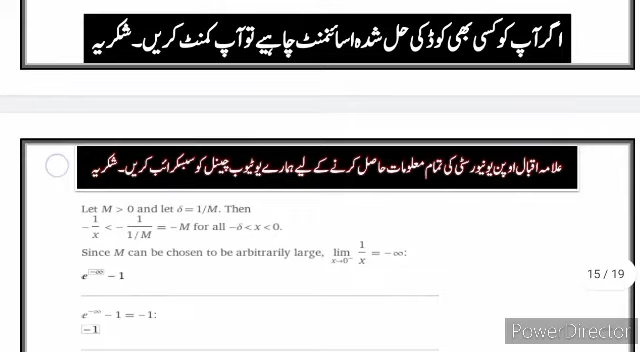 اگر آپ کو کسی بھی کوڈ کی حل شدہ اسائنمنٹ چاہیے تو آپ کمنٹ کریں۔ شکریہ
علامہ اقبال اوپن یونیورسٹی کی تمام معلومات حاصل کرنے کے لیے ہمارے یوٹیوب چینل کو سبسکرائب کریں۔ شکریہ
Let M > 0 and let δ = 1/M. Then
-1/x < -1/(1/M) = -M for all -δ < x < 0.
Since M can be chosen to be arbitrarily large, lim x→0⁻ 1/x = -∞:
e^-∞ - 1
15 / 19
e^-∞ - 1 = -1:
-1
PowerDirector